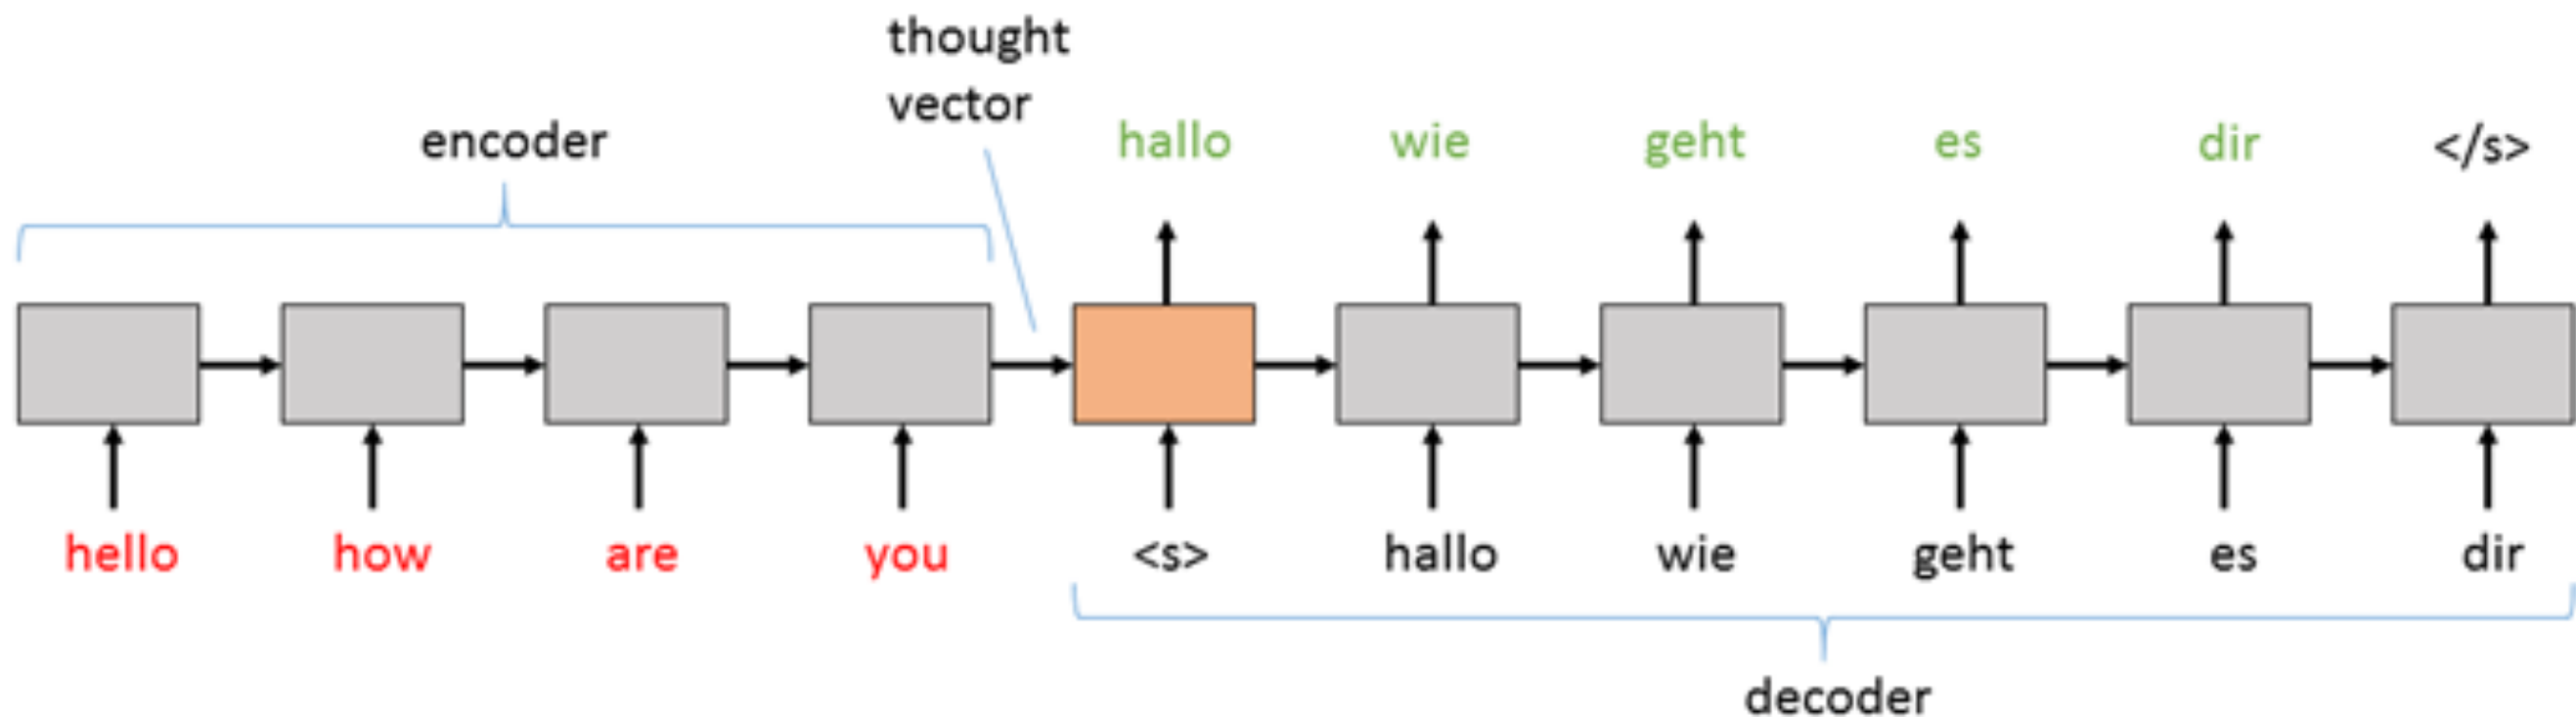 thought
vector
encoder
hallo wie geht es dir </s>
hello how are you <s> hallo wie geht es dir
decoder